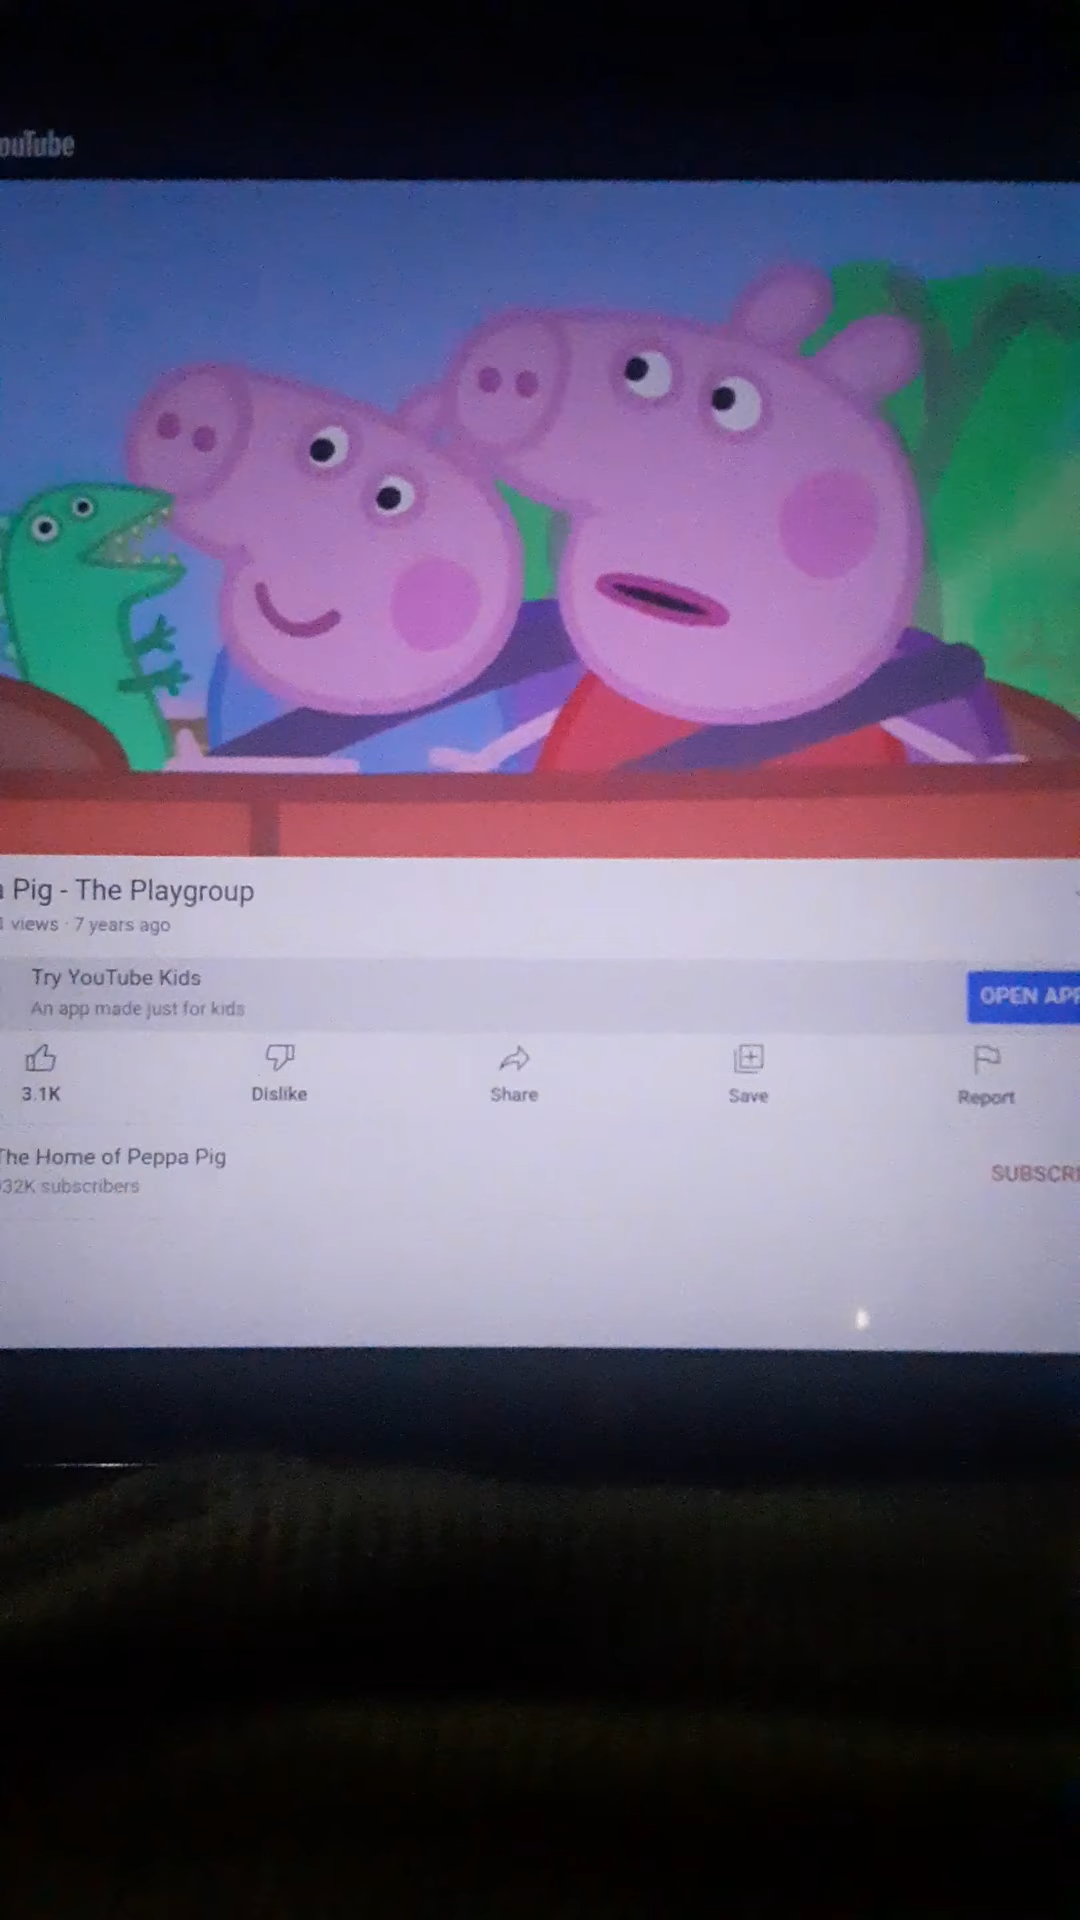 ouTube
Pig - The Playgroup
views · 7 years ago
Try YouTube Kids
An app made just for kids
OPEN APP
3.1K
Dislike
Share
Save
Report
The Home of Peppa Pig
32K subscribers
SUBSCRI